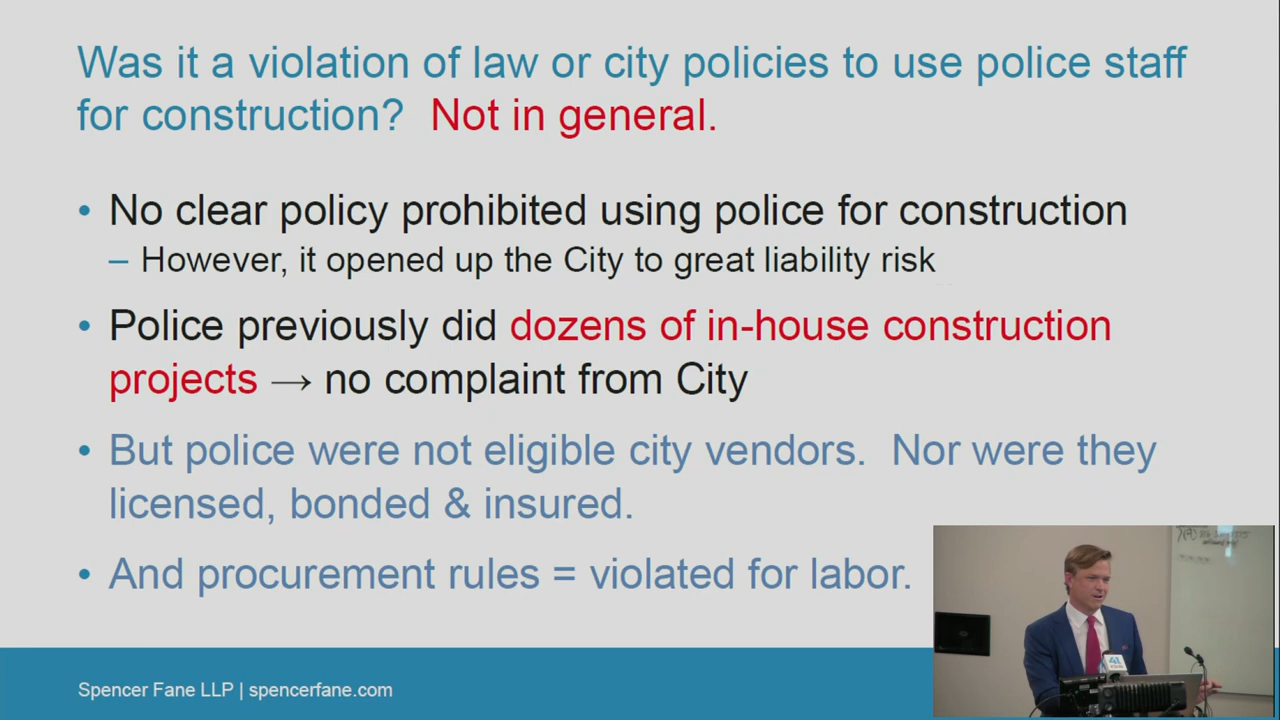 Was it a violation of law or city policies to use police staff
for construction? Not in general.
• No clear policy prohibited using police for construction
– However, it opened up the City to great liability risk
• Police previously did dozens of in-house construction
projects → no complaint from City
• But police were not eligible city vendors. Nor were they
licensed, bonded & insured.
• And procurement rules = violated for labor.
Spencer Fane LLP | spencerfane.com
41